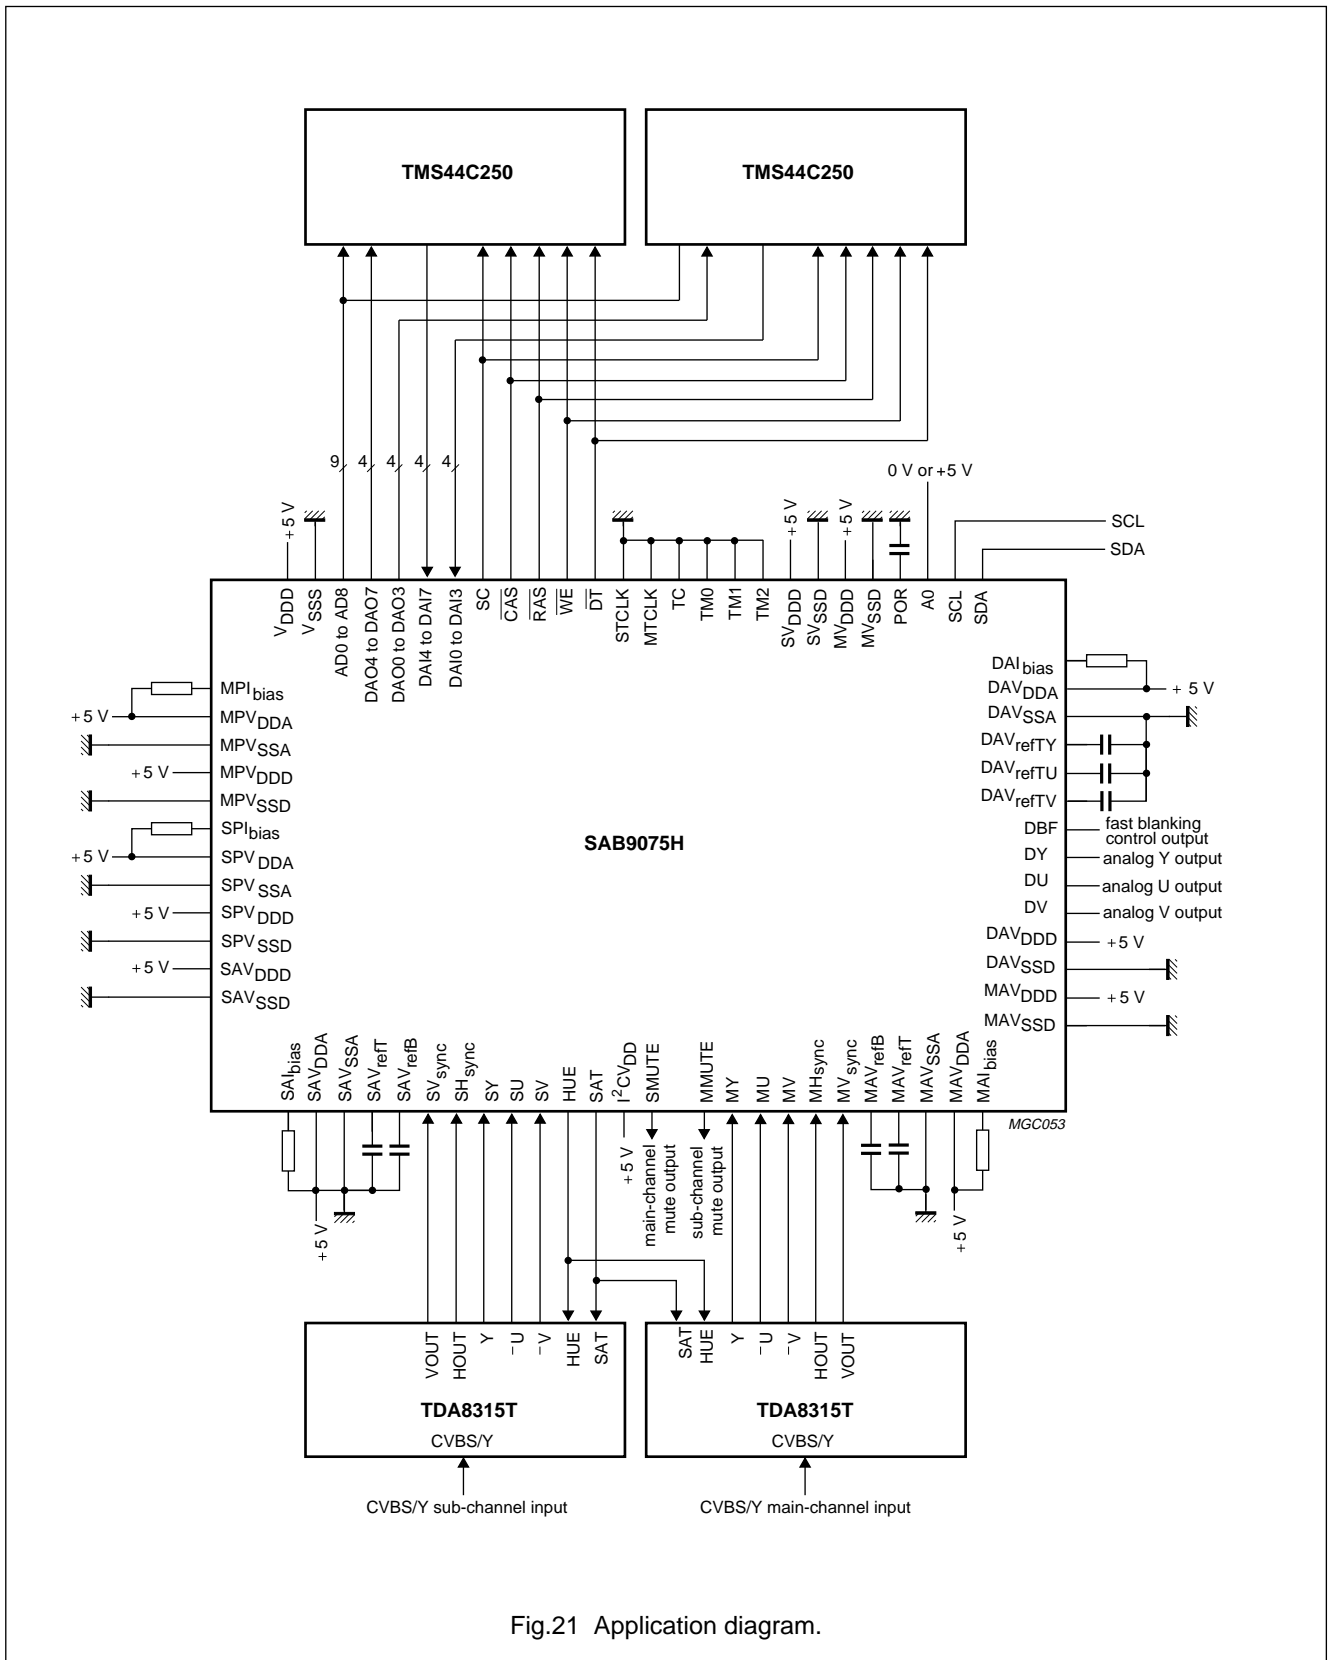 TMS44C250
TMS44C250
9
4
4
4
4
0 V or +5 V
+5 V
+5 V
+5 V
SCL
SDA
VDDD
VSSS
AD0 to AD8
DAO4 to DAO7
DAO0 to DAO3
DAI4 to DAI7
DAI0 to DAI3
SC
C̅A̅S̅
R̅A̅S̅
W̅E̅
D̅T̅
STCLK
MTCLK
TC
TM0
TM1
TM2
SVDDD
SVSSD
MVDDD
MVSSD
POR
A0
SCL
SDA
MPIbias
+5 V
MPVDDA
MPVSSA
+5 V
MPVDDD
MPVSSD
SPIbias
+5 V
SPVDDA
SPVSSA
+5 V
SPVDDD
SPVSSD
+5 V
SAVDDD
SAVSSD
SAB9075H
DAIbias
DAVDDA
+ 5 V
DAVSSA
DAVrefTY
DAVrefTU
DAVrefTV
DBF
fast blanking
control output
DY
analog Y output
DU
analog U output
DV
analog V output
DAVDDD
+5 V
DAVSSD
MAVDDD
+5 V
MAVSSD
SAIbias
SAVDDA
SAVSSA
SAVrefT
SAVrefB
SVsync
SHsync
SY
SU
SV
HUE
SAT
I²CVDD
SMUTE
MMUTE
MY
MU
MV
MHsync
MVsync
MAVrefB
MAVrefT
MAVSSA
MAVDDA
MAIbias
MGC053
+5 V
+5 V
main-channel
mute output
sub-channel
mute output
+5 V
VOUT
HOUT
Y
−U
−V
HUE
SAT
SAT
HUE
Y
−U
−V
HOUT
VOUT
TDA8315T
CVBS/Y
TDA8315T
CVBS/Y
CVBS/Y sub-channel input
CVBS/Y main-channel input
Fig.21 Application diagram.